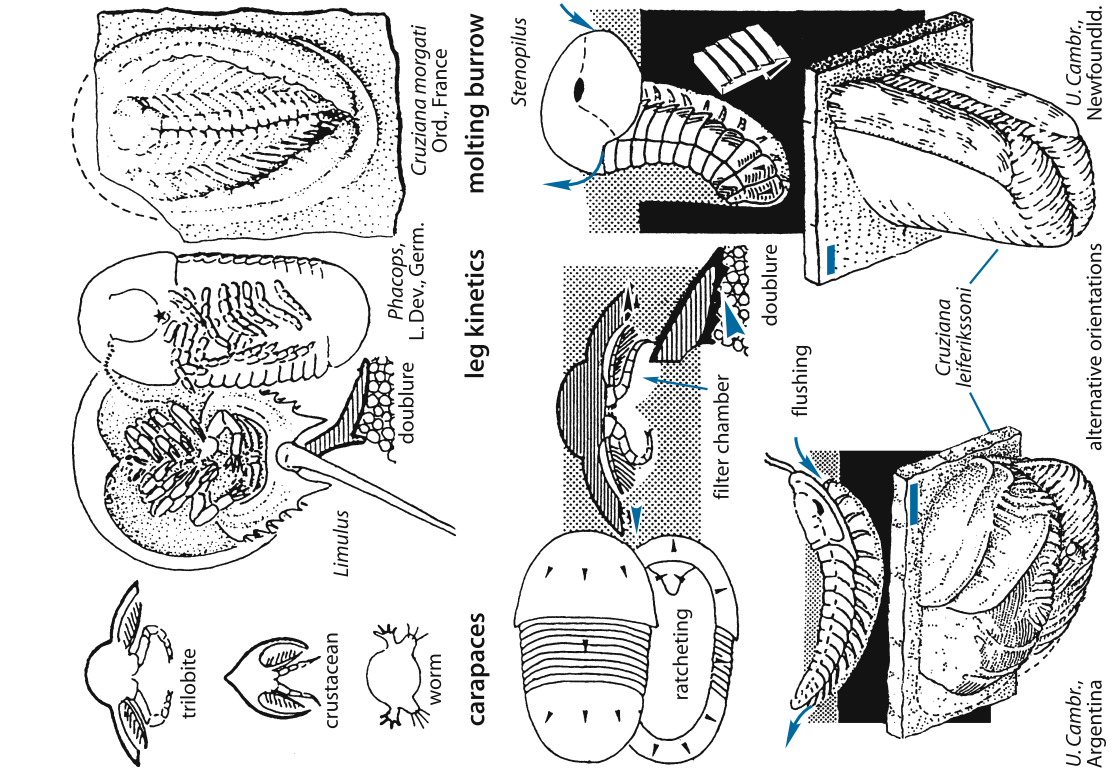 trilobite
crustacean
worm
carapaces
Limulus
doublure
Phacops,
L. Dev., Germ.
leg kinetics
Cruziana morgati
Ord., France
molting burrow
ratcheting
filter chamber
doublure
Stenopilus
flushing
U. Cambr.,
Argentina
Cruziana
leiferikssoni
alternative orientations
U. Cambr.,
Newfoundld.